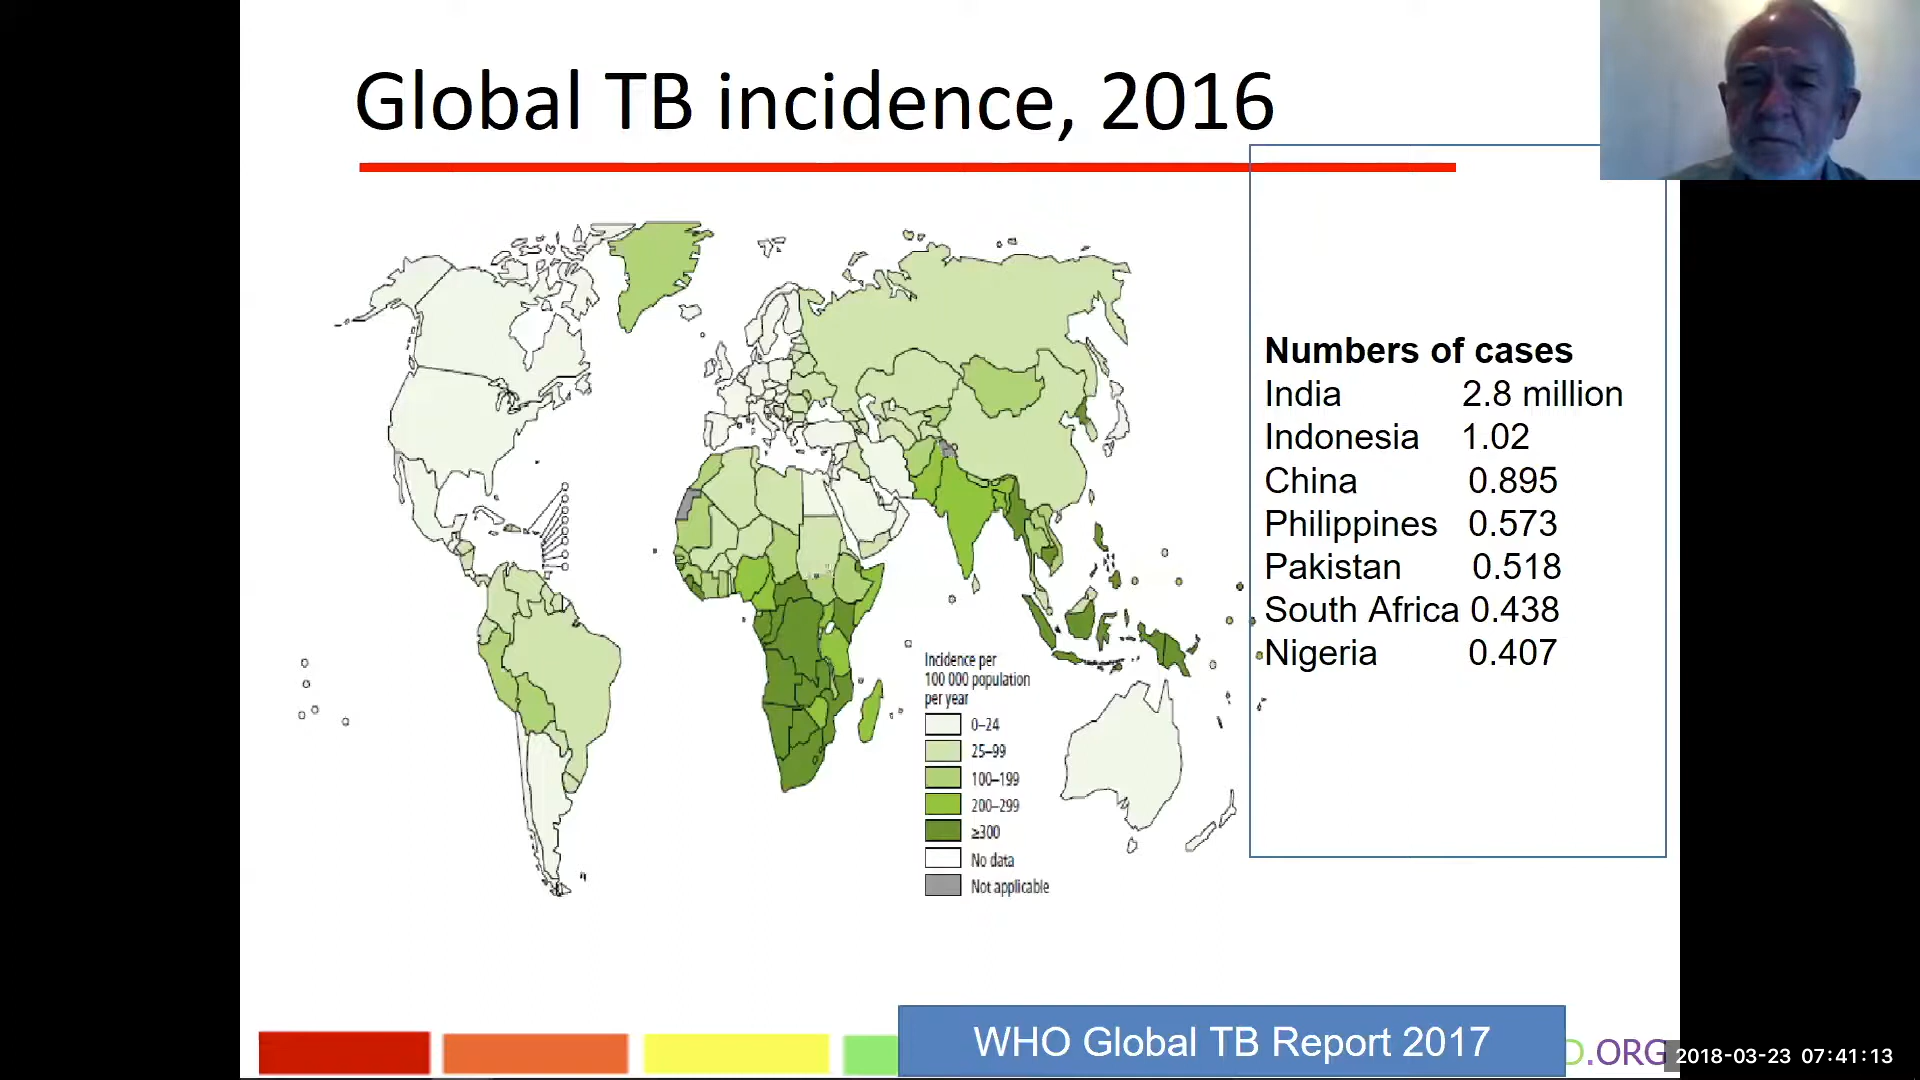 Global TB incidence, 2016
Numbers of cases
India 2.8 million
Indonesia 1.02
China 0.895
Philippines 0.573
Pakistan 0.518
South Africa 0.438
Nigeria 0.407
Incidence per
100 000 population
per year
0–24
25–99
100–199
200–299
≥300
No data
Not applicable
WHO Global TB Report 2017
D.ORG
2018-03-23 07:41:13